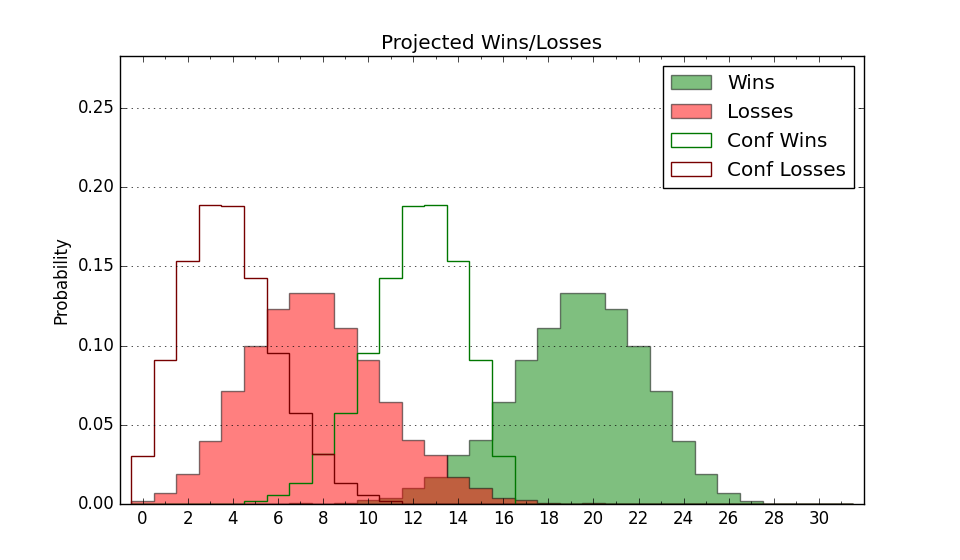 Projected Wins/Losses
Wins
Losses
Conf Wins
Conf Losses
Probability
0.25
0.20
0.15
0.10
0.05
0.00
0 2 4 6 8 10 12 14 16 18 20 22 24 26 28 30